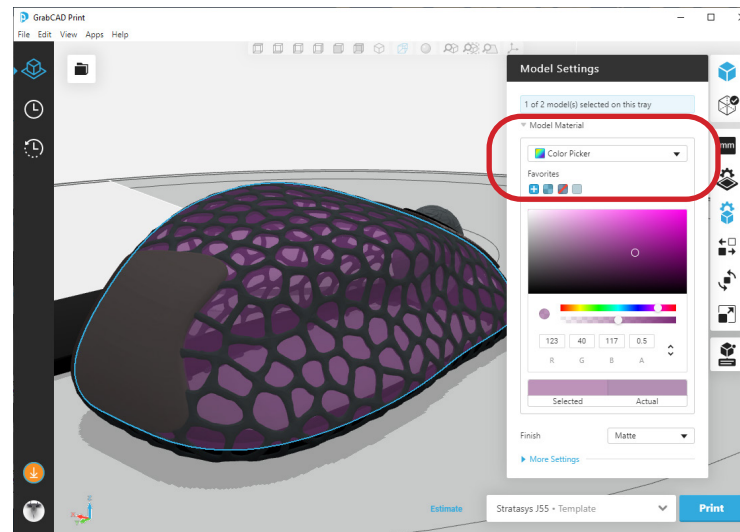 GrabCAD Print
File Edit View Apps Help
Model Settings
1 of 2 model(s) selected on this tray
Model Material
Color Picker
Favorites
mm
123 40 117 0.5
R G B A
Selected Actual
Finish Matte
More Settings
Estimate Stratasys J55 • Template Print